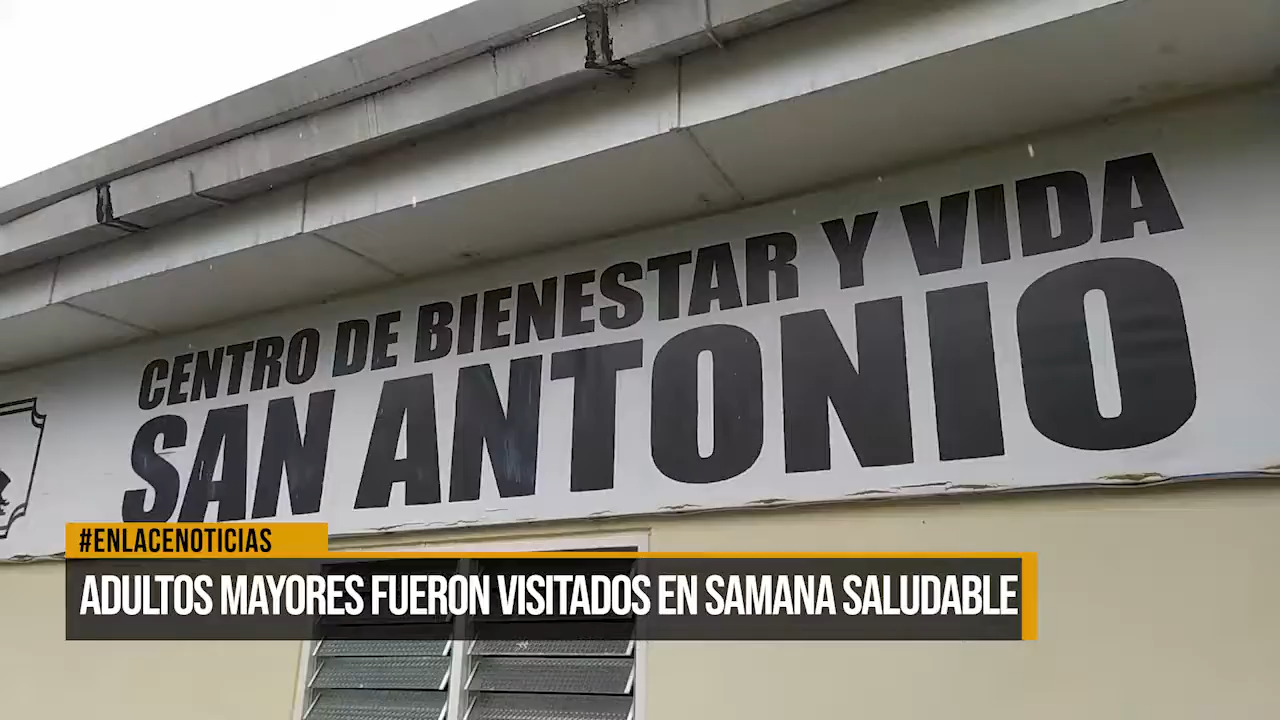 CENTRO DE BIENESTAR Y VIDA
SAN ANTONIO
#ENLACENOTICIAS
ADULTOS MAYORES FUERON VISITADOS EN SAMANA SALUDABLE